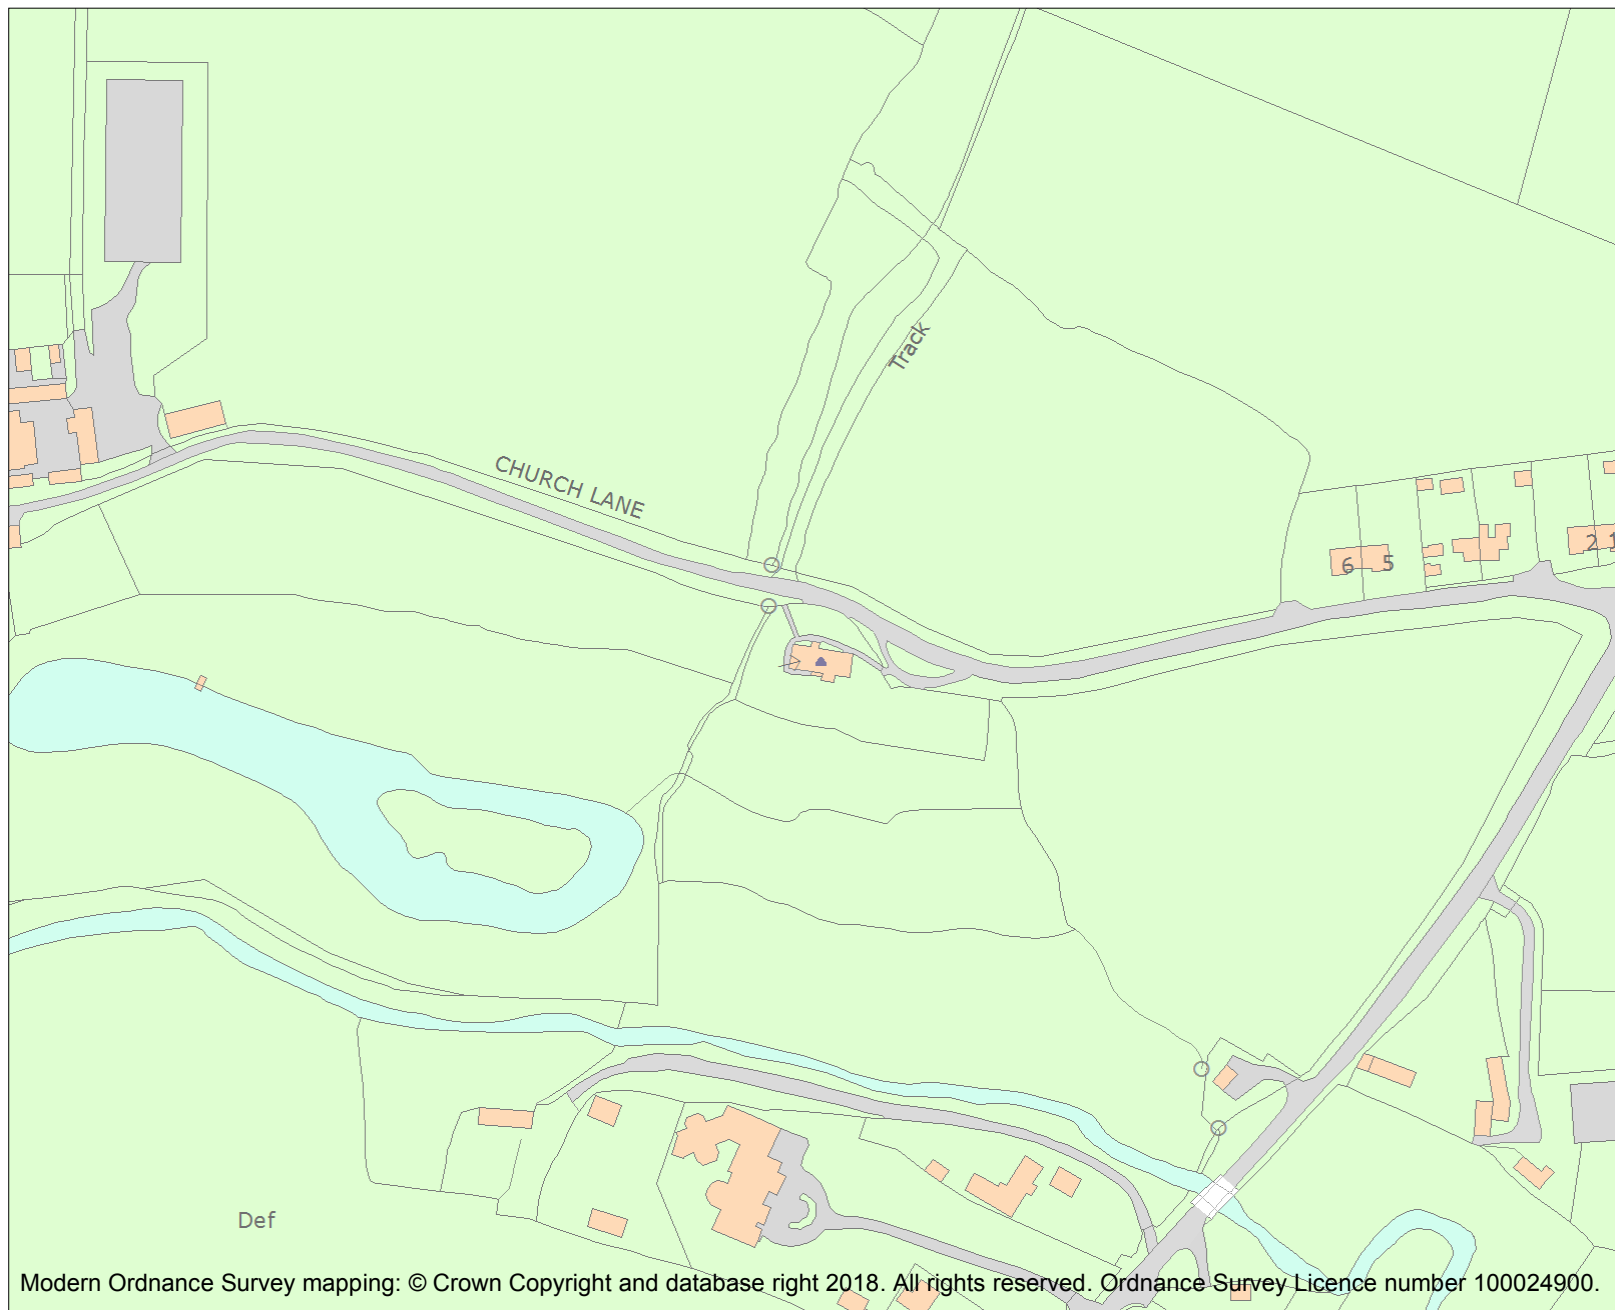 Track
CHURCH LANE
6 5
2 1
Def
Modern Ordnance Survey mapping: © Crown Copyright and database right 2018. All rights reserved. Ordnance Survey Licence number 100024900.